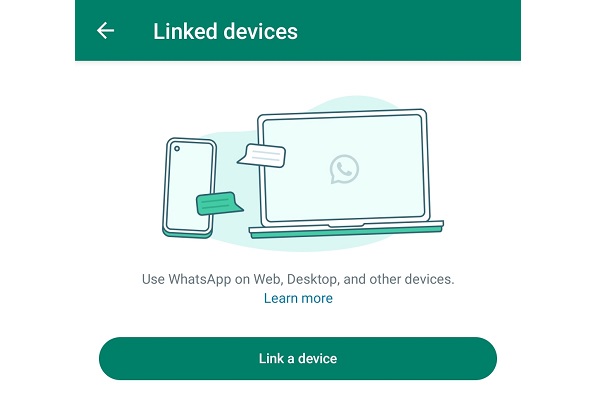 Linked devices
Use WhatsApp on Web, Desktop, and other devices.
Learn more
Link a device